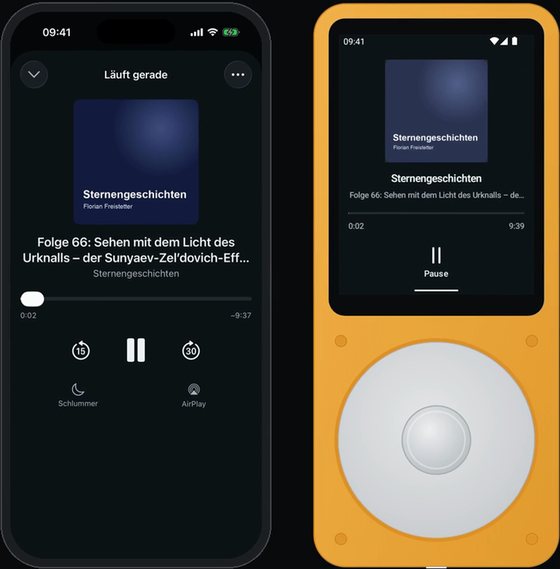 09:41
Läuft gerade
Sternengeschichten
Florian Freistetter
Folge 66: Sehen mit dem Licht des
Urknalls – der Sunyaev-Zel’dovich-Eff...
Sternengeschichten
0:02
–9:37
15
30
Schlummer
AirPlay
09:41
Sternengeschichten
Florian Freistetter
Sternengeschichten
Folge 66: Sehen mit dem Licht des Urknalls – de...
0:02
9:39
Pause